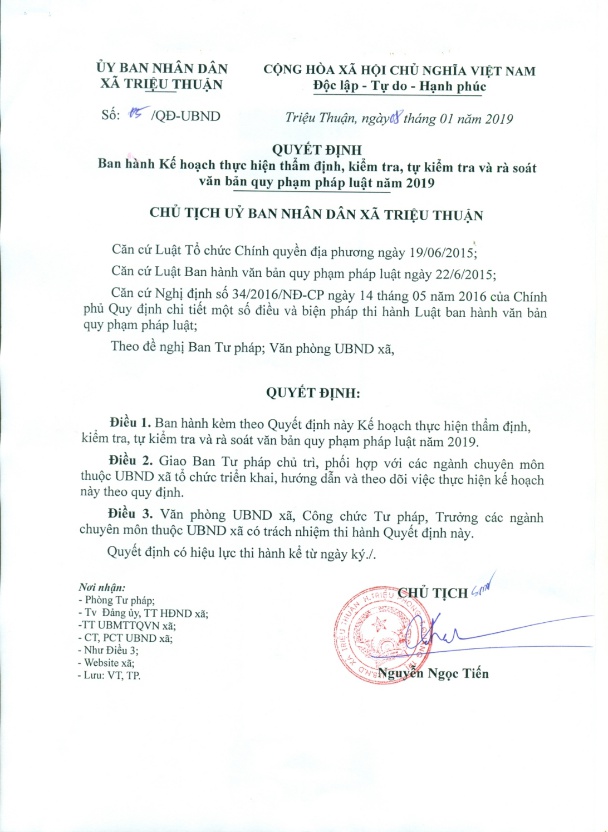 ỦY BAN NHÂN DÂN
XÃ TRIỆU THUẬN
CỘNG HÒA XÃ HỘI CHỦ NGHĨA VIỆT NAM
Độc lập - Tự do - Hạnh phúc
Số: 05 /QĐ-UBND
Triệu Thuận, ngày 08 tháng 01 năm 2019
QUYẾT ĐỊNH
Ban hành Kế hoạch thực hiện thẩm định, kiểm tra, tự kiểm tra và rà soát
văn bản quy phạm pháp luật năm 2019
CHỦ TỊCH UỶ BAN NHÂN DÂN XÃ TRIỆU THUẬN
Căn cứ Luật Tổ chức Chính quyền địa phương ngày 19/06/2015;
Căn cứ Luật Ban hành văn bản quy phạm pháp luật ngày 22/6/2015;
Căn cứ Nghị định số 34/2016/NĐ-CP ngày 14 tháng 05 năm 2016 của Chính
phủ Quy định chi tiết một số điều và biện pháp thi hành Luật ban hành văn bản
quy phạm pháp luật;
Theo đề nghị Ban Tư pháp; Văn phòng UBND xã,
QUYẾT ĐỊNH:
Điều 1. Ban hành kèm theo Quyết định này Kế hoạch thực hiện thẩm định,
kiểm tra, tự kiểm tra và rà soát văn bản quy phạm pháp luật năm 2019.
Điều 2. Giao Ban Tư pháp chủ trì, phối hợp với các ngành chuyên môn
thuộc UBND xã tổ chức triển khai, hướng dẫn và theo dõi việc thực hiện kế hoạch
này theo quy định.
Điều 3. Văn phòng UBND xã, Công chức Tư pháp, Trưởng các ngành
chuyên môn thuộc UBND xã có trách nhiệm thi hành Quyết định này.
Quyết định có hiệu lực thi hành kể từ ngày ký./.
Nơi nhận:
- Phòng Tư pháp;
- Tv Đảng ủy, TT HĐND xã;
-TT UBMTTQVN xã;
- CT, PCT UBND xã;
- Như Điều 3;
- Website xã;
- Lưu: VT, TP.
CHỦ TỊCH
Nguyễn Ngọc Tiến